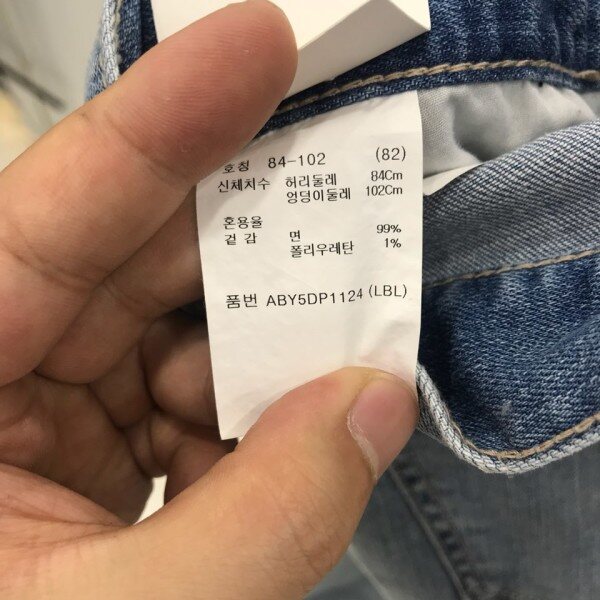 호칭 84-102 (82)
신체치수 허리둘레 84Cm
엉덩이둘레 102Cm
혼용율
겉감 면 99%
폴리우레탄 1%
품번 ABY5DP1124 (LBL)